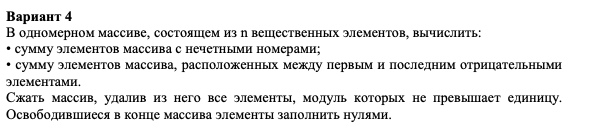 Вариант 4
В одномерном массиве, состоящем из n вещественных элементов, вычислить:
• сумму элементов массива с нечетными номерами;
• сумму элементов массива, расположенных между первым и последним отрицательными
элементами.
Сжать массив, удалив из него все элементы, модуль которых не превышает единицу.
Освободившиеся в конце массива элементы заполнить нулями.